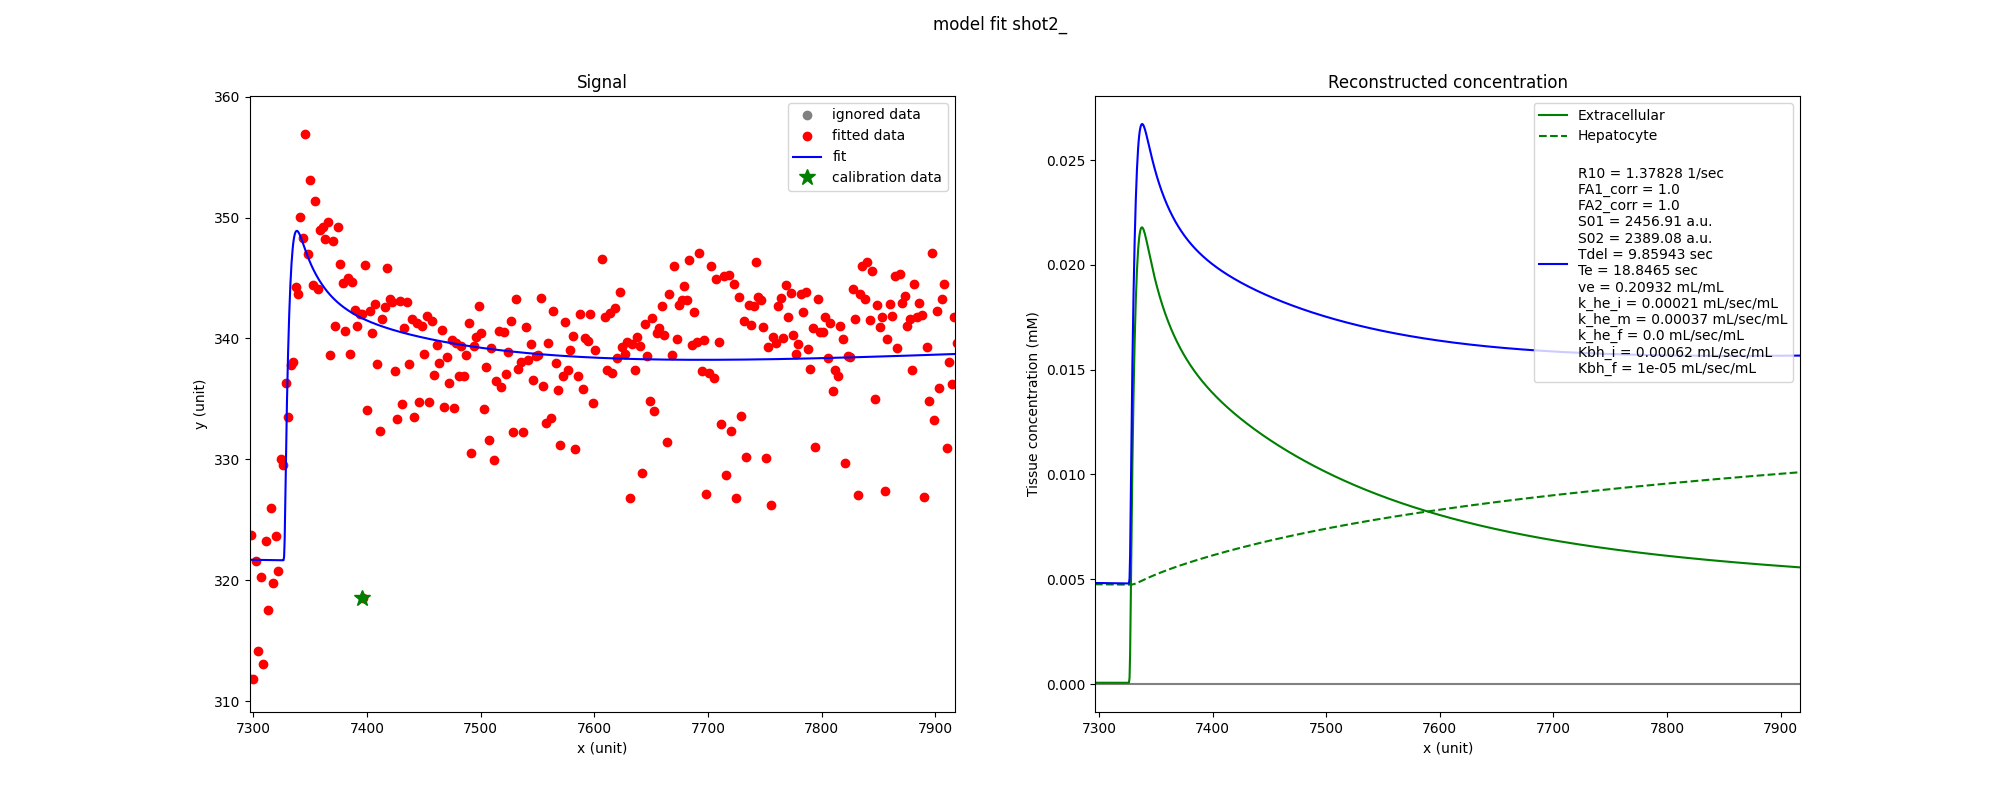 model fit shot2_
Signal
360
350
340
330
320
310
y (unit)
7300 7400 7500 7600 7700 7800 7900
x (unit)
ignored data
fitted data
fit
calibration data
Reconstructed concentration
0.025
0.020
0.015
0.010
0.005
0.000
Tissue concentration (mM)
7300 7400 7500 7600 7700 7800 7900
x (unit)
Extracellular
Hepatocyte
R10 = 1.37828 1/sec
FA1_corr = 1.0
FA2_corr = 1.0
S01 = 2456.91 a.u.
S02 = 2389.08 a.u.
Tdel = 9.85943 sec
Te = 18.8465 sec
ve = 0.20932 mL/mL
k_he_i = 0.00021 mL/sec/mL
k_he_m = 0.00037 mL/sec/mL
k_he_f = 0.0 mL/sec/mL
Kbh_i = 0.00062 mL/sec/mL
Kbh_f = 1e-05 mL/sec/mL